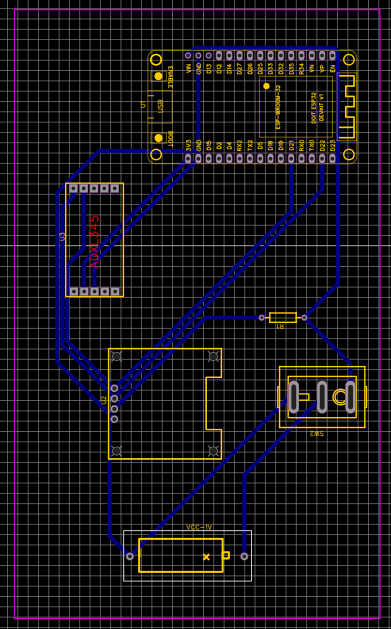 VIN GND D13 D12 D14 D27 D26 D25 D33 D32 D35 D34 VN VP EN
ENABLE
USB
ESP-WROOM-32
DOIT ESP32
DEVKIT V1
BOOT
3V3 GND D15 D2 D4 RX2 TX2 D5 D18 D19 D21 RX0 TX0 D22 D23
U3
ADXL345
U2
SW2
VCC-1V